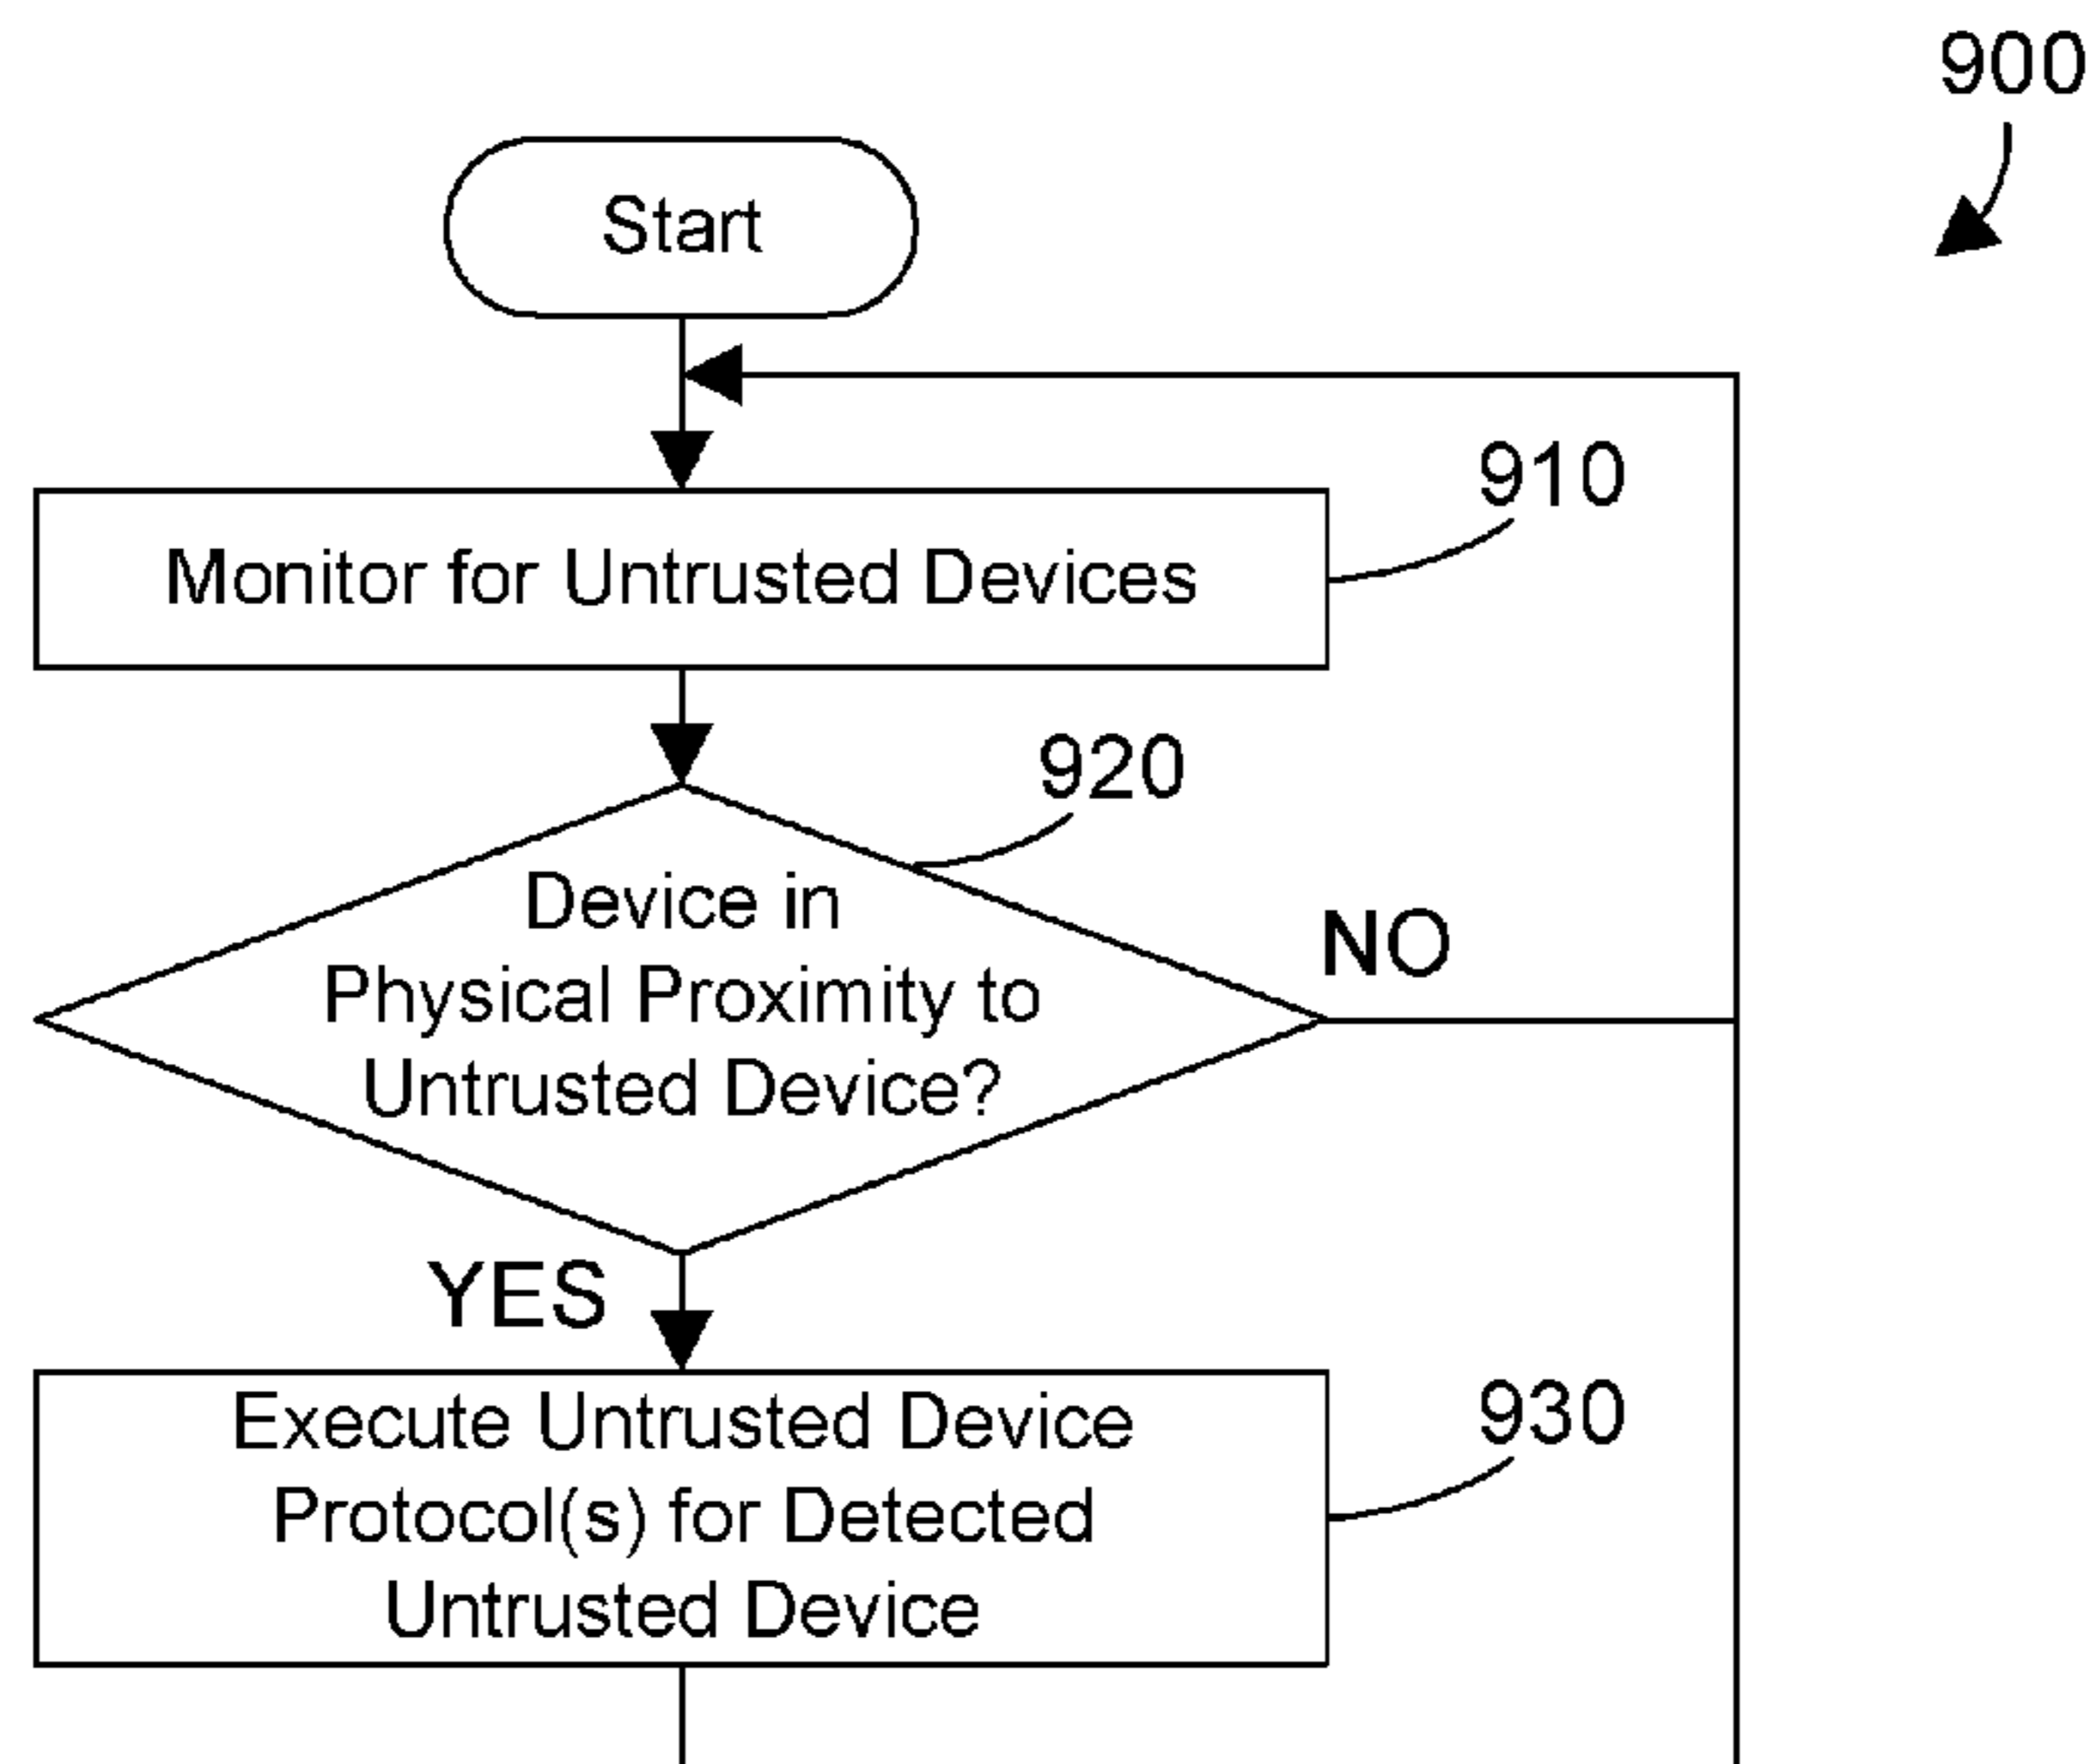 900
Start
910
Monitor for Untrusted Devices
920
Device in
Physical Proximity to
Untrusted Device?
NO
YES
930
Execute Untrusted Device
Protocol(s) for Detected
Untrusted Device